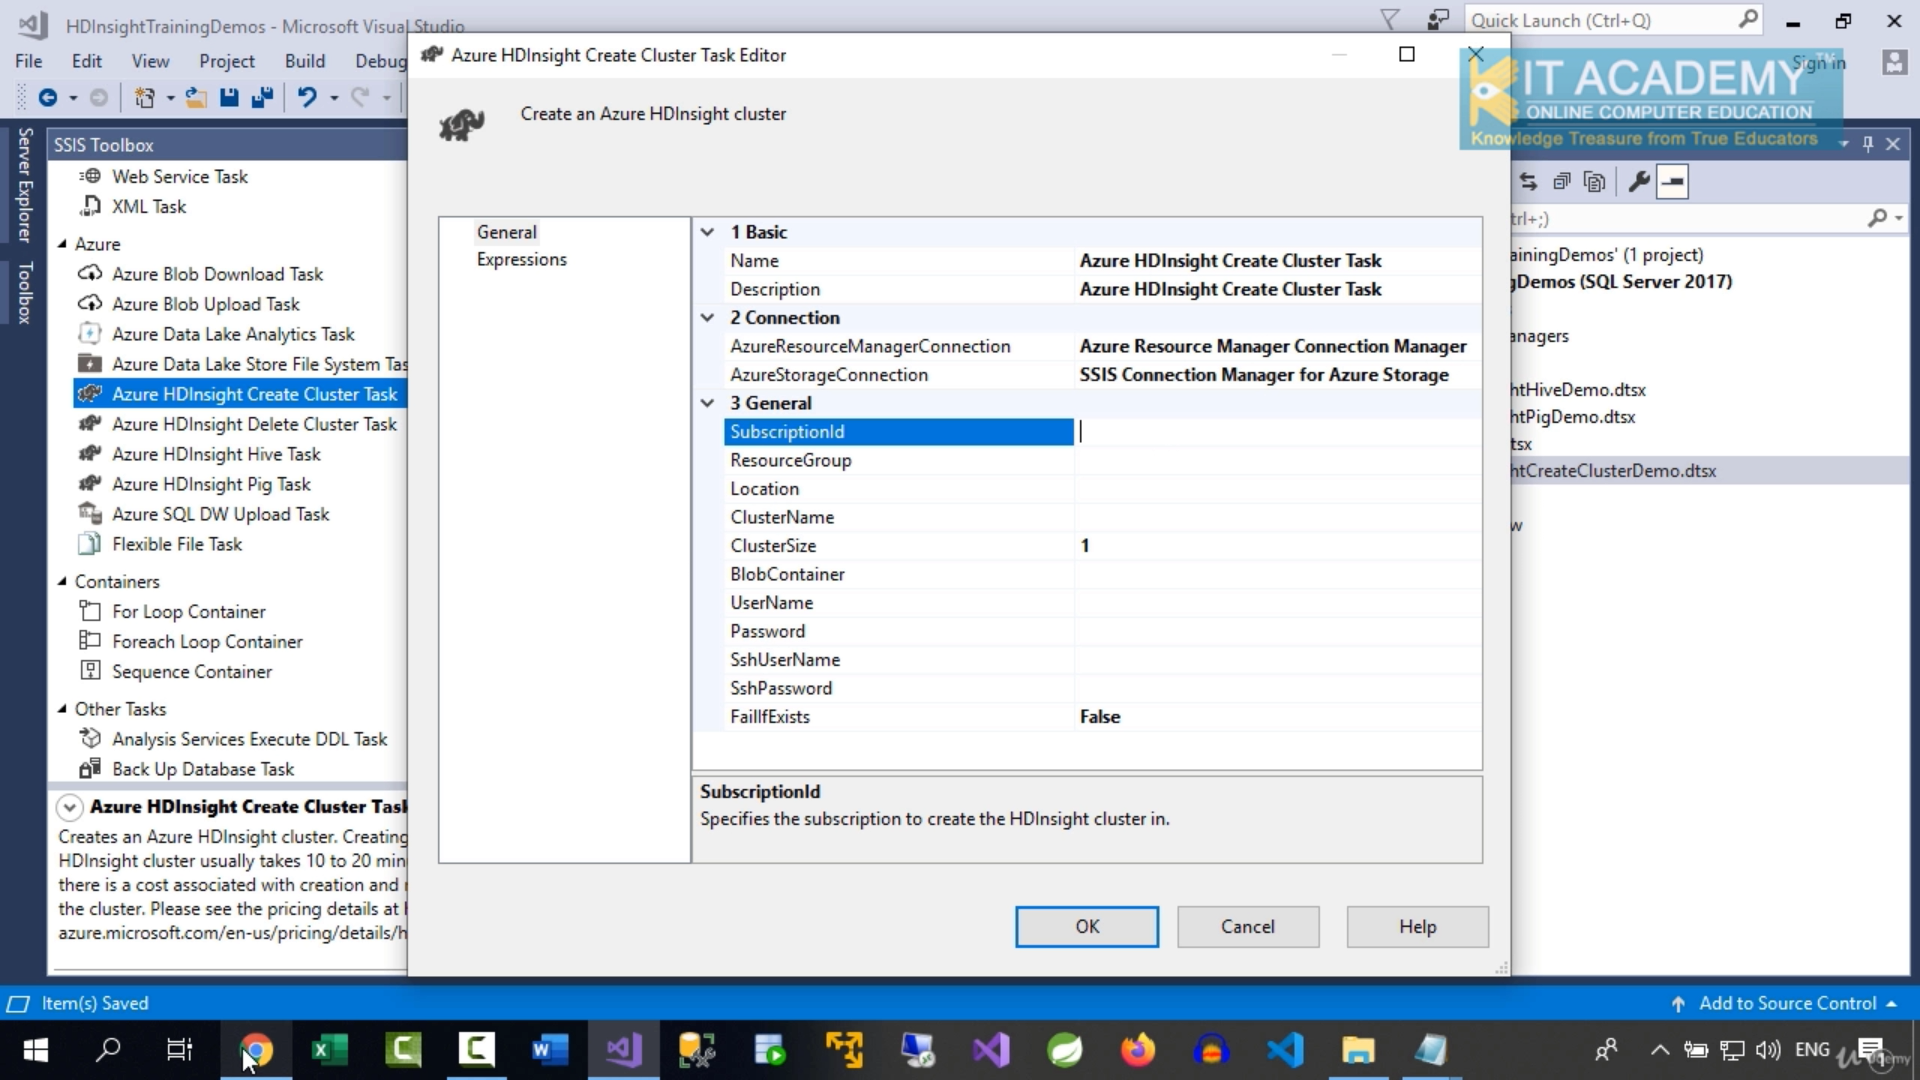 HDInsightTrainingDemos - Microsoft Visual Studio
Quick Launch (Ctrl+Q)
File Edit View Project Build Debug
Azure HDInsight Create Cluster Task Editor
Sign in
IT ACADEMY™
ONLINE COMPUTER EDUCATION
Knowledge Treasure from True Educators
Create an Azure HDInsight cluster
Server Explorer
Toolbox
SSIS Toolbox
Web Service Task
XML Task
Azure
Azure Blob Download Task
Azure Blob Upload Task
Azure Data Lake Analytics Task
Azure Data Lake Store File System Tas
Azure HDInsight Create Cluster Task
Azure HDInsight Delete Cluster Task
Azure HDInsight Hive Task
Azure HDInsight Pig Task
Azure SQL DW Upload Task
Flexible File Task
Containers
For Loop Container
Foreach Loop Container
Sequence Container
Other Tasks
Analysis Services Execute DDL Task
Back Up Database Task
Azure HDInsight Create Cluster Task
Creates an Azure HDInsight cluster. Creating
HDInsight cluster usually takes 10 to 20 min
there is a cost associated with creation and r
the cluster. Please see the pricing details at h
azure.microsoft.com/en-us/pricing/details/h
General
Expressions
1 Basic
Name Azure HDInsight Create Cluster Task
Description Azure HDInsight Create Cluster Task
2 Connection
AzureResourceManagerConnection Azure Resource Manager Connection Manager
AzureStorageConnection SSIS Connection Manager for Azure Storage
3 General
SubscriptionId
ResourceGroup
Location
ClusterName
ClusterSize 1
BlobContainer
UserName
Password
SshUserName
SshPassword
FailIfExists False
SubscriptionId
Specifies the subscription to create the HDInsight cluster in.
OK Cancel Help
trl+;)
ainingDemos' (1 project)
gDemos (SQL Server 2017)
anagers
htHiveDemo.dtsx
htPigDemo.dtsx
tsx
htCreateClusterDemo.dtsx
w
Item(s) Saved
Add to Source Control
ENG
udemy